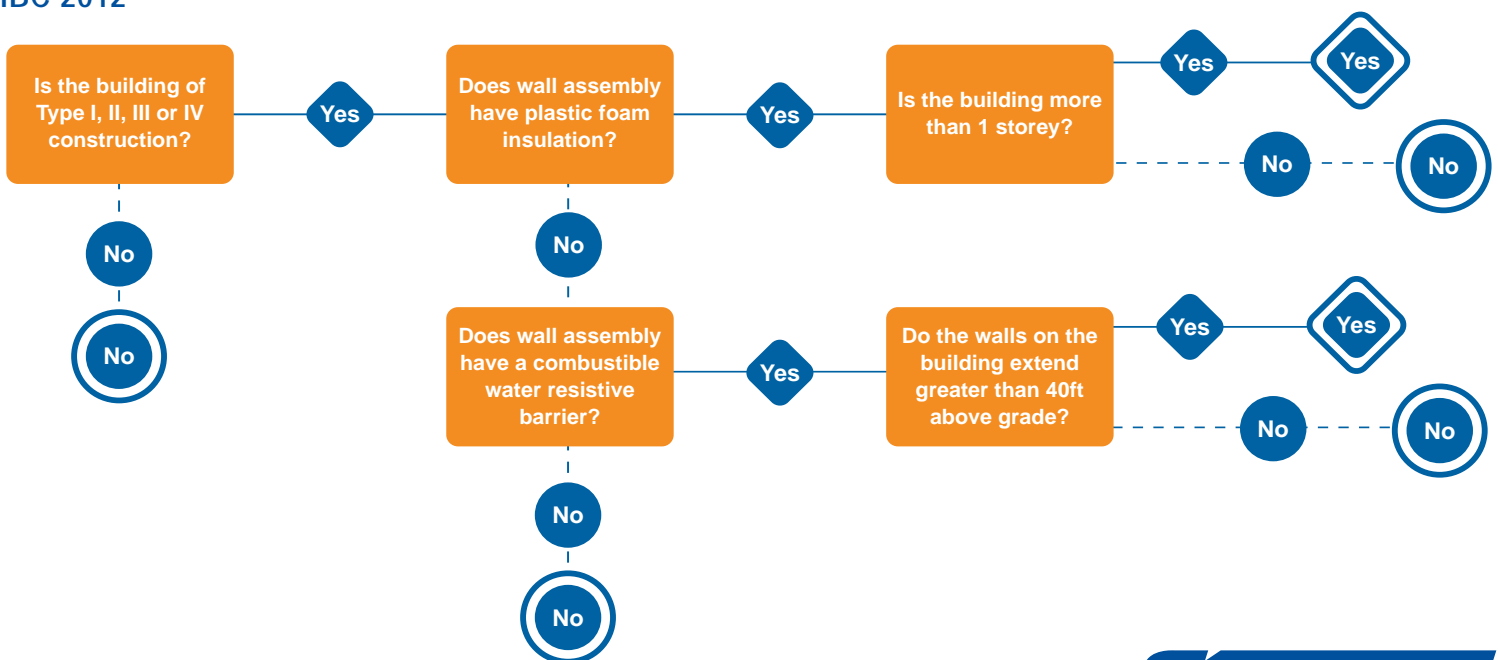 IBC 2012
Is the building of
Type I, II, III or IV
construction?
Yes
Does wall assembly
have plastic foam
insulation?
Yes
Is the building more
than 1 storey?
Yes
Yes
No
No
No
No
No
Does wall assembly
have a combustible
water resistive
barrier?
Yes
Do the walls on the
building extend
greater than 40ft
above grade?
Yes
Yes
No
No
No
No